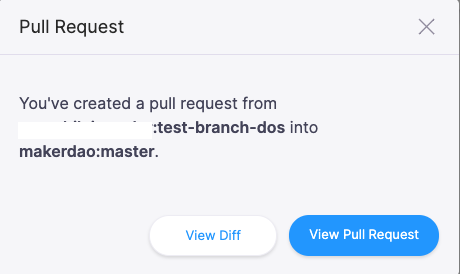 Pull Request
You've created a pull request from
:test-branch-dos into
makerdao:master.
View Diff
View Pull Request